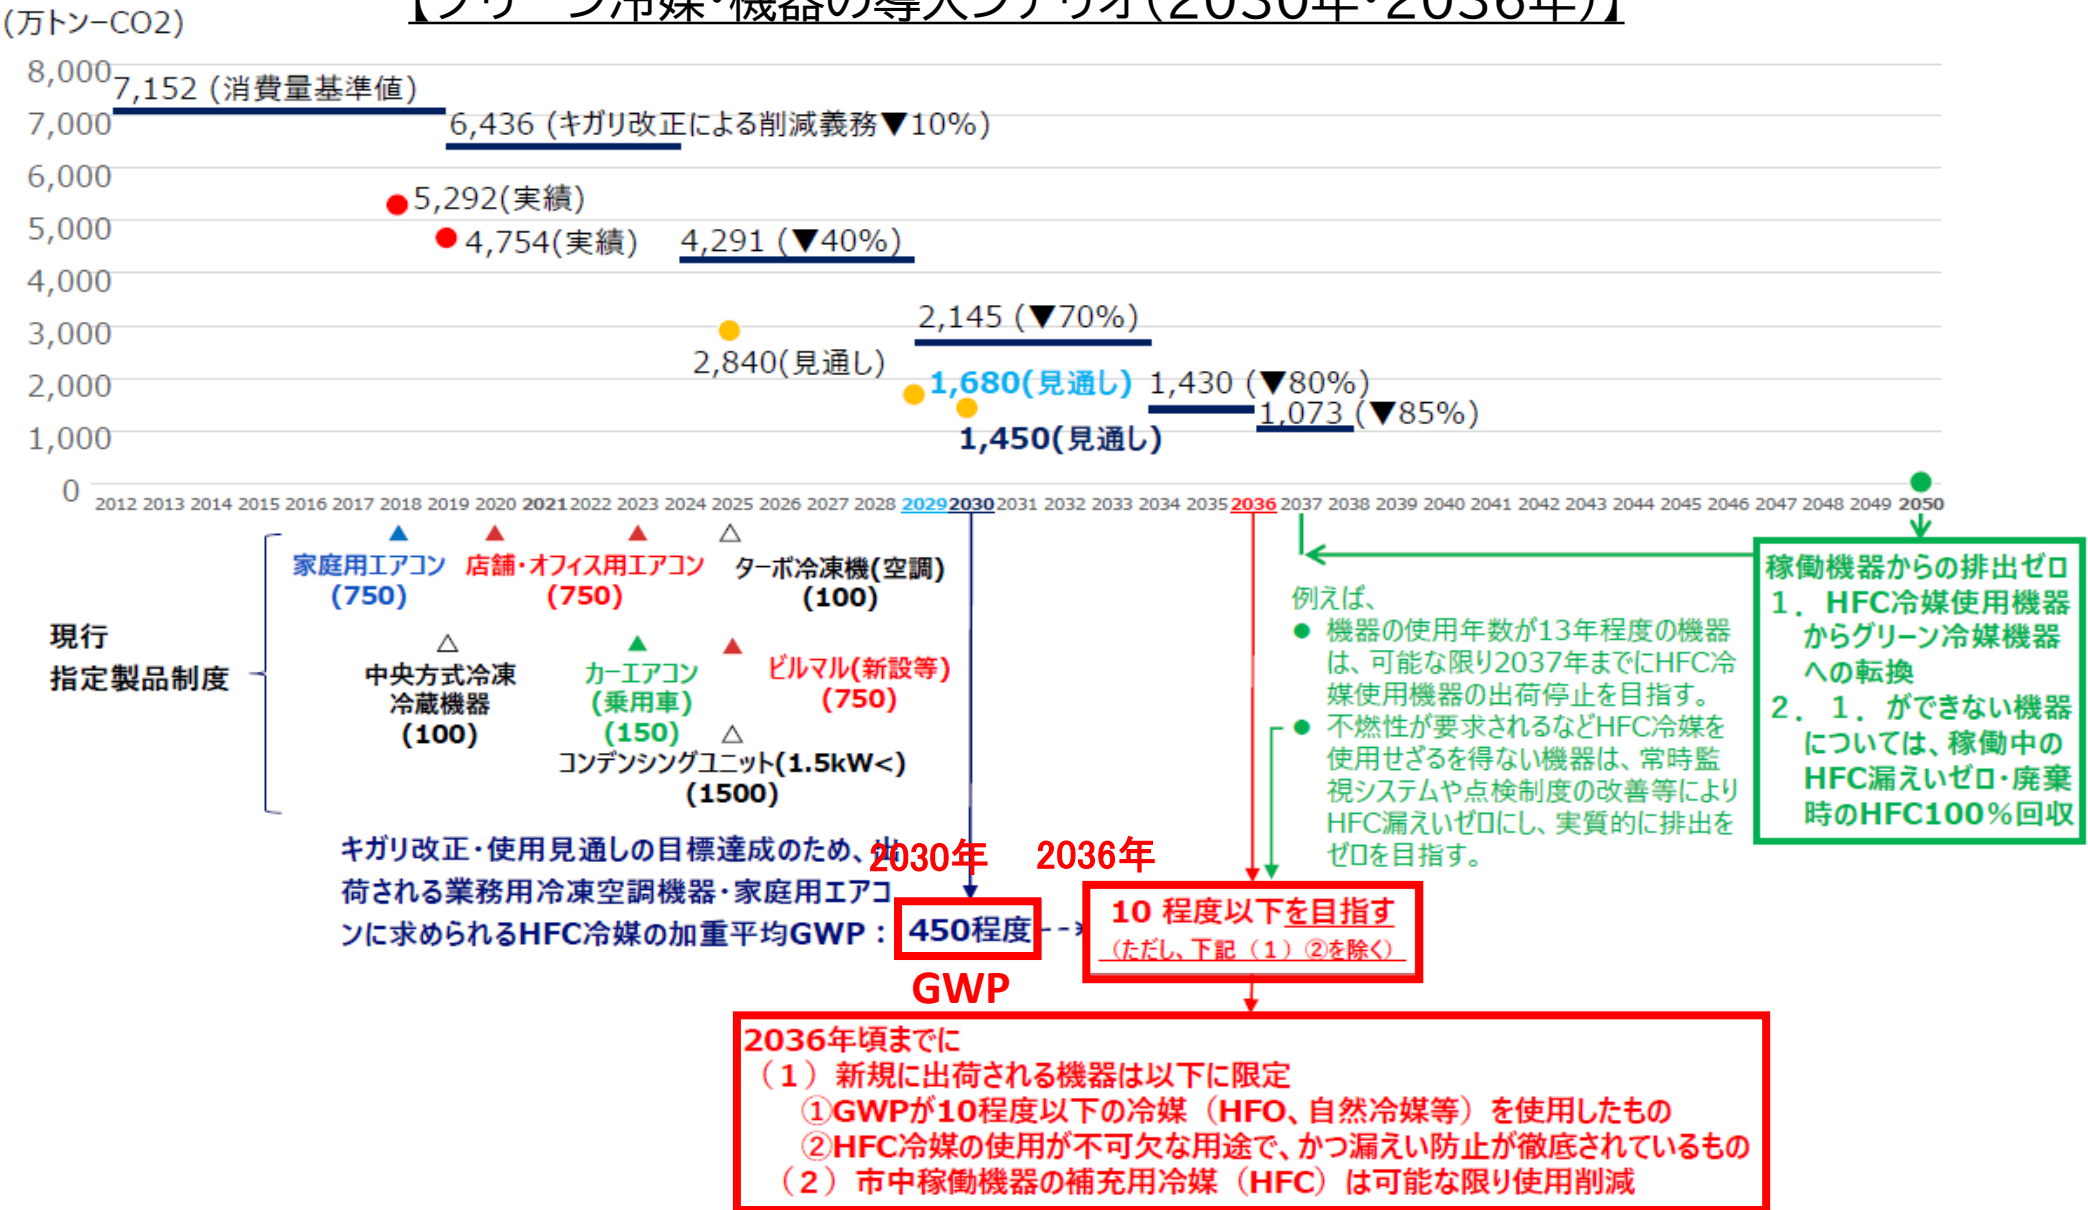 【グリーン冷媒・機器の導入シナリオ(2030年・2036年)】
(万トン−CO2)
8,000
7,152 (消費量基準値)
7,000
6,436 (キガリ改正による削減義務▼10%)
6,000
5,292(実績)
5,000
4,754(実績)
4,291 (▼40%)
4,000
3,000
2,145 (▼70%)
2,840(見通し)
2,000
1,680(見通し)
1,430 (▼80%)
1,073 (▼85%)
1,000
1,450(見通し)
0
2012 2013 2014 2015 2016 2017 2018 2019 2020 2021 2022 2023 2024 2025 2026 2027 2028 2029 2030 2031 2032 2033 2034 2035 2036 2037 2038 2039 2040 2041 2042 2043 2044 2045 2046 2047 2048 2049 2050
現行
指定製品制度
家庭用エアコン
(750)
店舗・オフィス用エアコン
(750)
ターボ冷凍機(空調)
(100)
中央方式冷凍
冷蔵機器
(100)
カーエアコン
(乗用車)
(150)
ビルマル(新設等)
(750)
コンデンシングユニット(1.5kW<)
(1500)
例えば、
● 機器の使用年数が13年程度の機器
は、可能な限り2037年までにHFC冷
媒使用機器の出荷停止を目指す。
● 不燃性が要求されるなどHFC冷媒を
使用せざるを得ない機器は、常時監
視システムや点検制度の改善等により
HFC漏えいゼロにし、実質的に排出を
ゼロを目指す。
稼働機器からの排出ゼロ
１．HFC冷媒使用機器
からグリーン冷媒機器
への転換
２．１．ができない機器
については、稼働中の
HFC漏えいゼロ・廃棄
時のHFC100％回収
キガリ改正・使用見通しの目標達成のため、出
荷される業務用冷凍空調機器・家庭用エアコ
ンに求められるHFC冷媒の加重平均GWP：
2030年
450程度
GWP
2036年
10 程度以下を目指す
（ただし、下記（１）②を除く）
2036年頃までに
（１）新規に出荷される機器は以下に限定
①GWPが10程度以下の冷媒（HFO、自然冷媒等）を使用したもの
②HFC冷媒の使用が不可欠な用途で、かつ漏えい防止が徹底されているもの
（２）市中稼働機器の補充用冷媒（HFC）は可能な限り使用削減